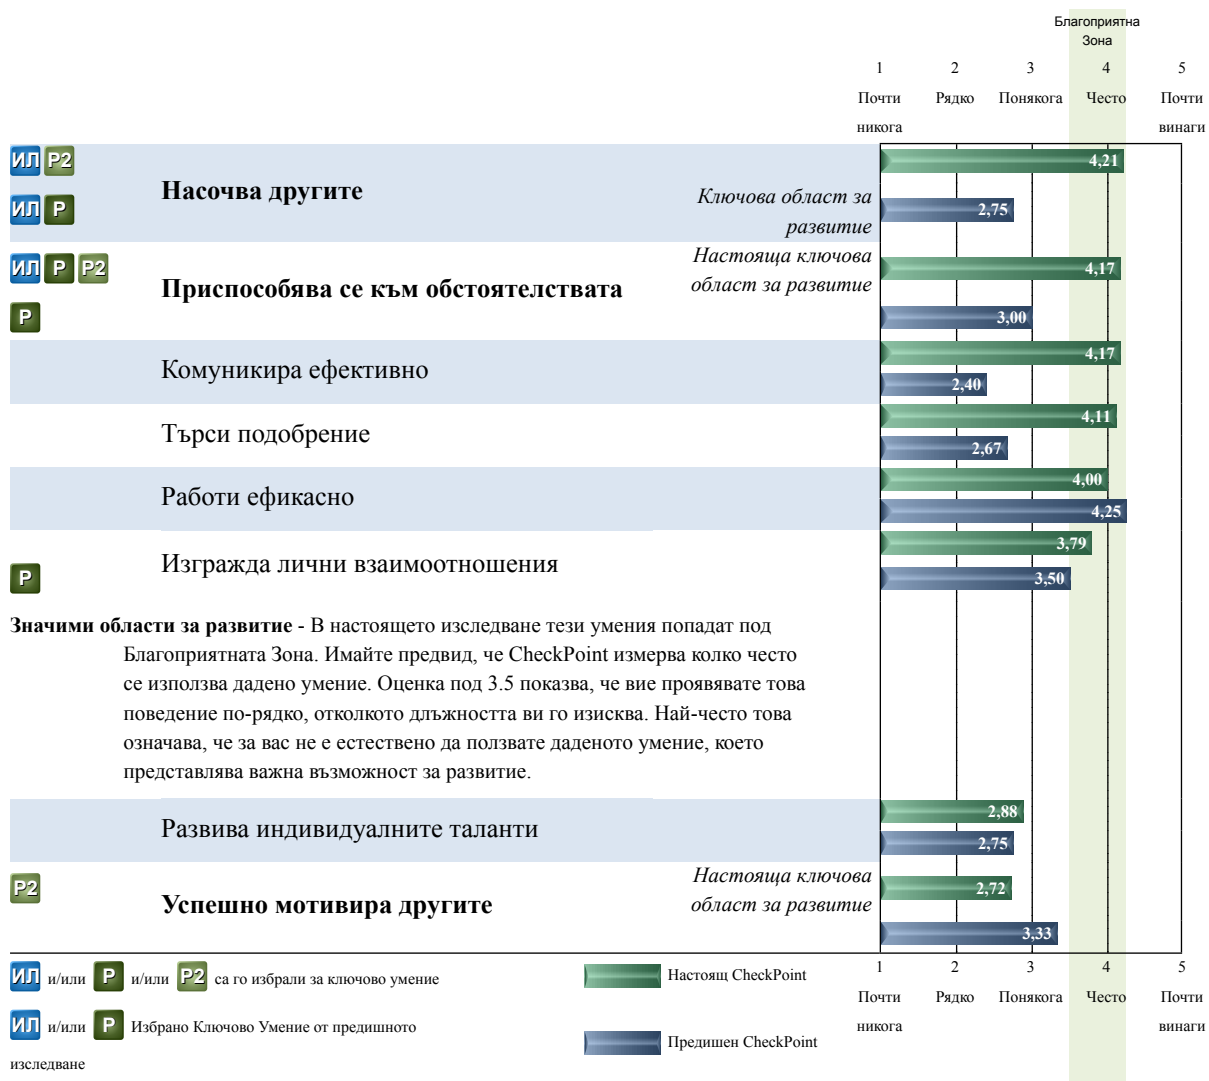 Благоприятна
Зона
1 2 3 4 5
Почти Рядко Понякога Често Почти
никога винаги
ИЛ P2 4,21
Насочва другите
ИЛ P Ключова област за 2,75
развитие
ИЛ P P2 Настояща ключова 4,17
Приспособява се към обстоятелствата област за развитие
P 3,00
4,17
Комуникира ефективно
2,40
4,11
Търси подобрение
2,67
4,00
Работи ефикасно
4,25
3,79
Изгражда лични взаимоотношения
P 3,50
Значими области за развитие - В настоящето изследване тези умения попадат под
Благоприятната Зона. Имайте предвид, че CheckPoint измерва колко често
се използва дадено умение. Оценка под 3.5 показва, че вие проявявате това
поведение по-рядко, отколкото длъжността ви го изисква. Най-често това
означава, че за вас не е естествено да ползвате даденото умение, което
представлява важна възможност за развитие.
2,88
Развива индивидуалните таланти
2,75
P2 Настояща ключова 2,72
Успешно мотивира другите област за развитие
3,33
ИЛ и/или P и/или P2 са го избрали за ключово умение Настоящ CheckPoint 1 2 3 4 5
Почти Рядко Понякога Често Почти
ИЛ и/или P Избрано Ключово Умение от предишното никога винаги
Предишен CheckPoint
изследване